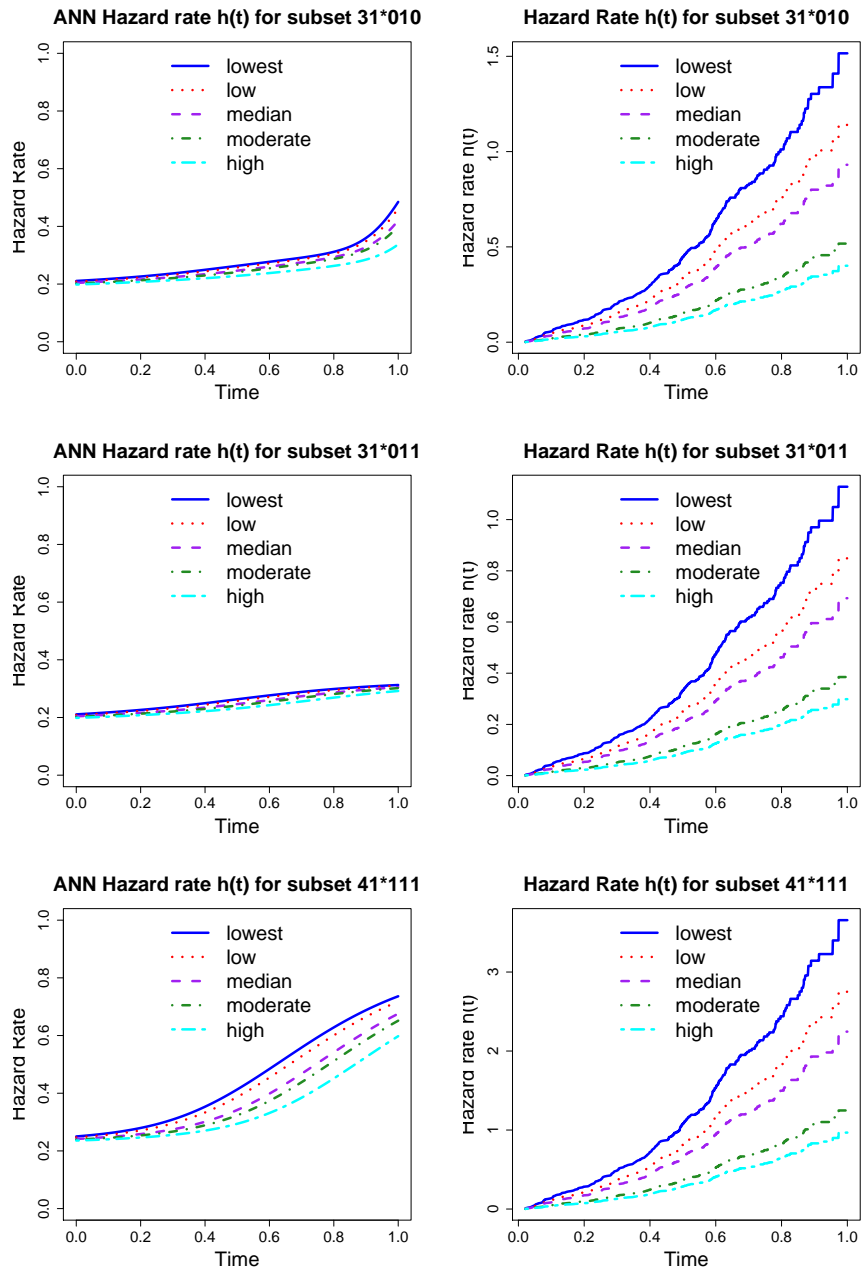 ANN Hazard rate h(t) for subset 31*010
lowest
low
median
moderate
high
Hazard Rate
0.0
0.2
0.4
0.6
0.8
1.0
0.0
0.2
0.4
0.6
0.8
1.0
Time
Hazard Rate h(t) for subset 31*010
lowest
low
median
moderate
high
Hazard rate h(t)
0.0
0.5
1.0
1.5
0.0
0.2
0.4
0.6
0.8
1.0
Time
ANN Hazard rate h(t) for subset 31*011
lowest
low
median
moderate
high
Hazard Rate
0.0
0.2
0.4
0.6
0.8
1.0
0.0
0.2
0.4
0.6
0.8
1.0
Time
Hazard Rate h(t) for subset 31*011
lowest
low
median
moderate
high
Hazard rate h(t)
0.0
0.2
0.4
0.6
0.8
1.0
0.0
0.2
0.4
0.6
0.8
1.0
Time
ANN Hazard rate h(t) for subset 41*111
lowest
low
median
moderate
high
Hazard Rate
0.0
0.2
0.4
0.6
0.8
1.0
0.0
0.2
0.4
0.6
0.8
1.0
Time
Hazard Rate h(t) for subset 41*111
lowest
low
median
moderate
high
Hazard rate h(t)
0
1
2
3
0.0
0.2
0.4
0.6
0.8
1.0
Time